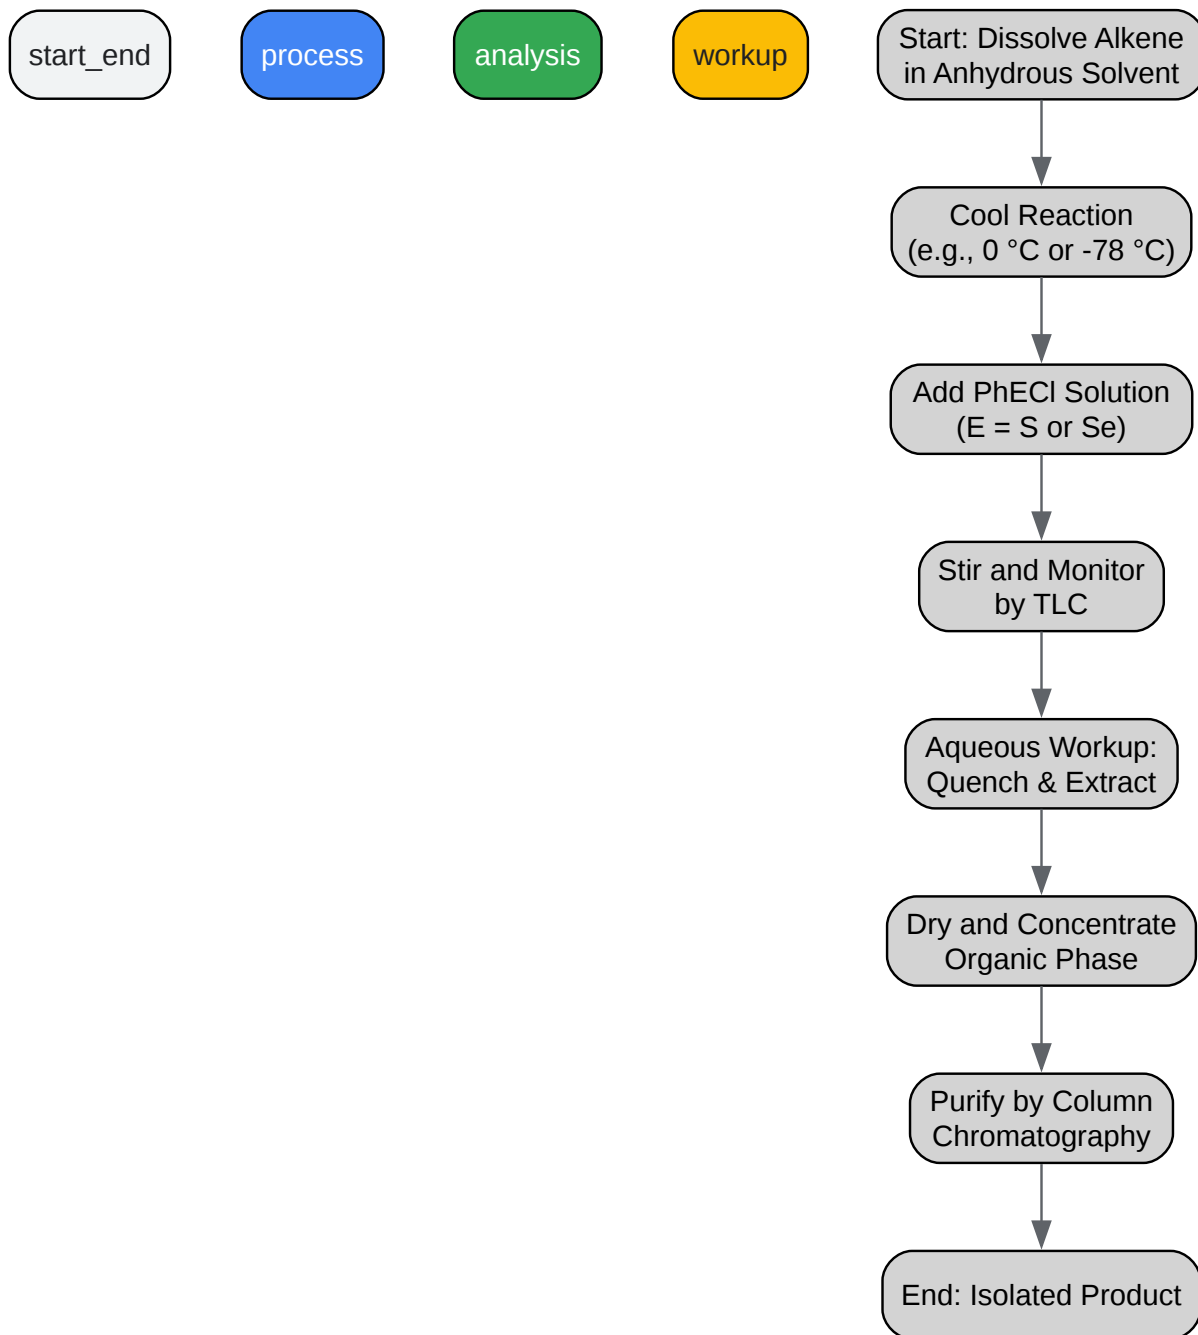 start_end
process
analysis
workup
Start: Dissolve Alkene
in Anhydrous Solvent
Cool Reaction
(e.g., 0 °C or -78 °C)
Add PhECl Solution
(E = S or Se)
Stir and Monitor
by TLC
Aqueous Workup:
Quench & Extract
Dry and Concentrate
Organic Phase
Purify by Column
Chromatography
End: Isolated Product